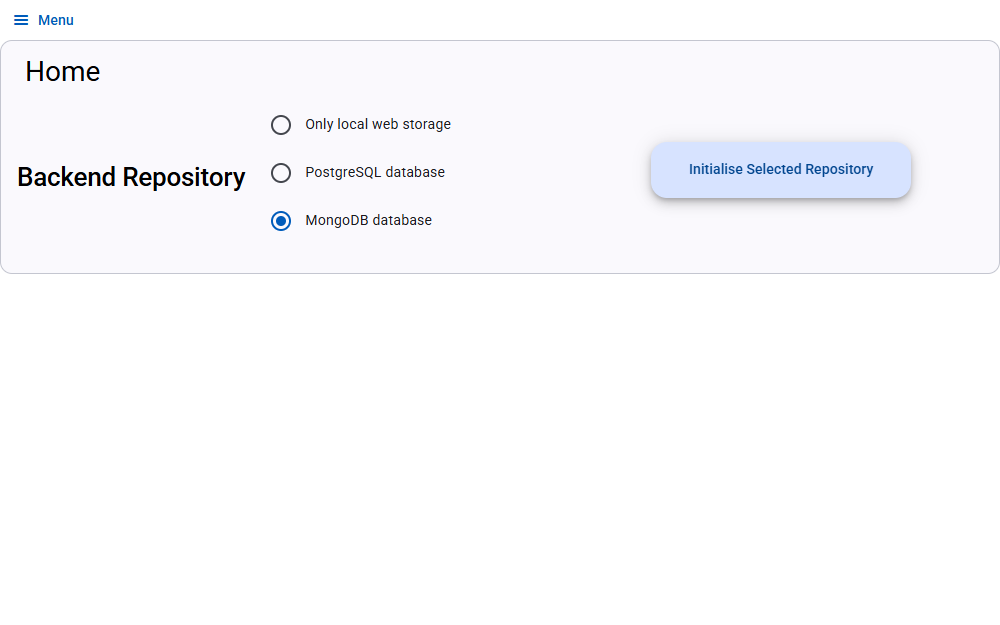 Menu
Home
Only local web storage
Backend Repository
PostgreSQL database
Initialise Selected Repository
MongoDB database